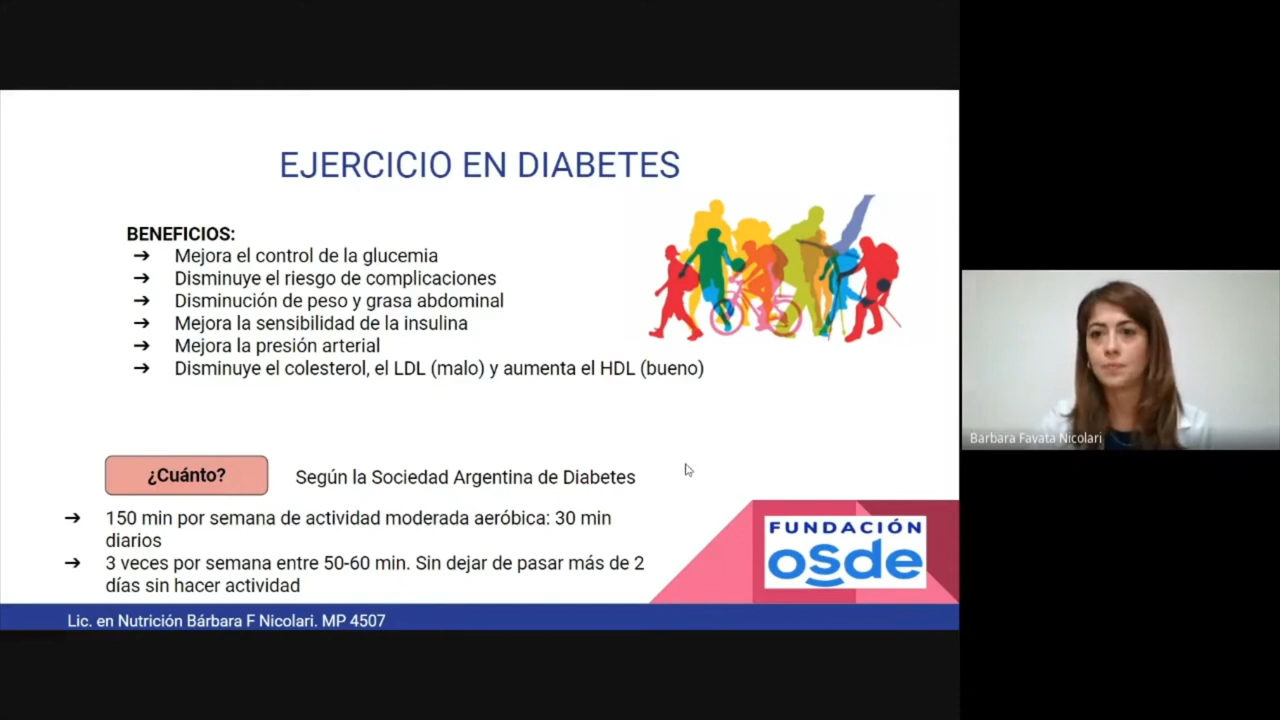 EJERCICIO EN DIABETES
BENEFICIOS:
➔ Mejora el control de la glucemia
➔ Disminuye el riesgo de complicaciones
➔ Disminución de peso y grasa abdominal
➔ Mejora la sensibilidad de la insulina
➔ Mejora la presión arterial
➔ Disminuye el colesterol, el LDL (malo) y aumenta el HDL (bueno)
¿Cuánto? Según la Sociedad Argentina de Diabetes
➔ 150 min por semana de actividad moderada aeróbica: 30 min
diarios
➔ 3 veces por semana entre 50-60 min. Sin dejar de pasar más de 2
días sin hacer actividad
FUNDACIÓN
osde
Lic. en Nutrición Bárbara F Nicolari. MP 4507
Barbara Favata Nicolari